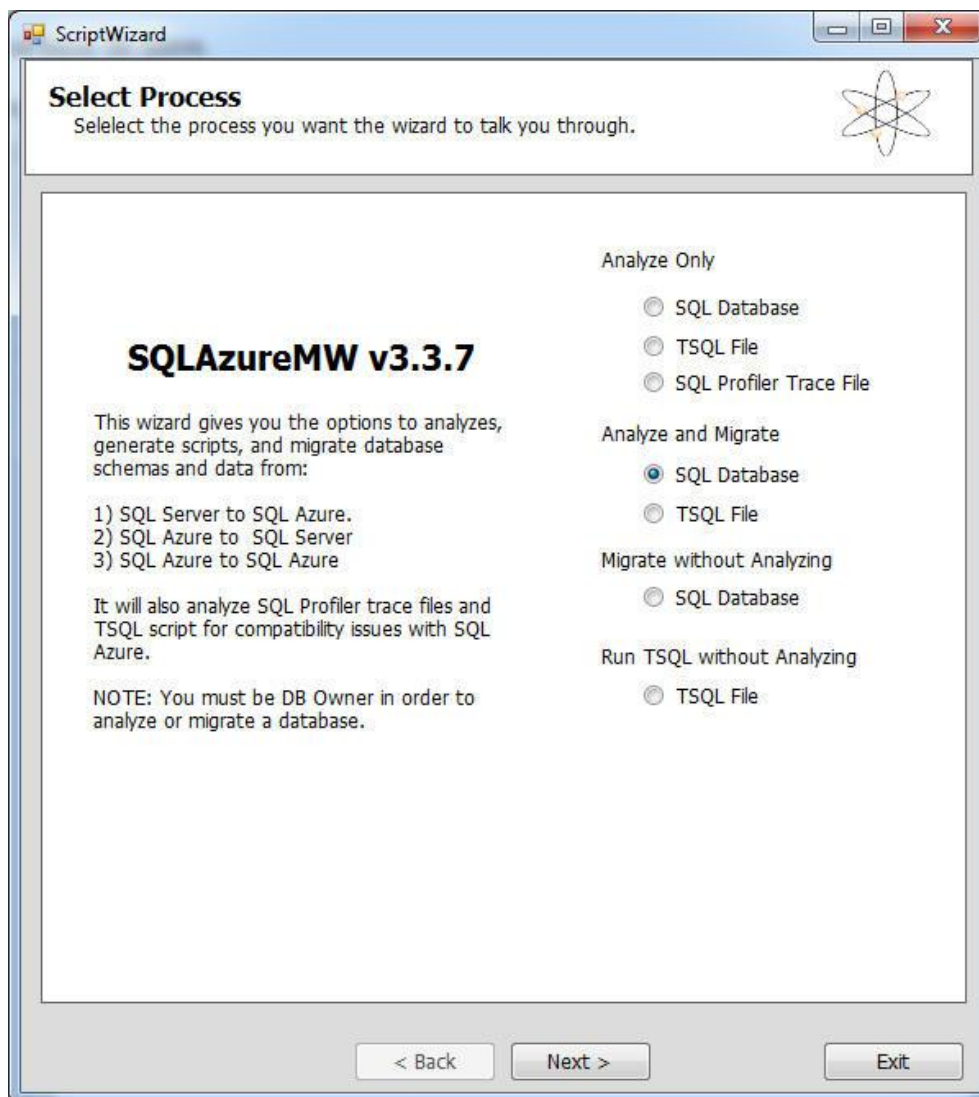 ScriptWizard
Select Process
Selelect the process you want the wizard to talk you through.
SQLAzureMW v3.3.7
This wizard gives you the options to analyzes,
generate scripts, and migrate database
schemas and data from:
1) SQL Server to SQL Azure.
2) SQL Azure to  SQL Server
3) SQL Azure to SQL Azure
It will also analyze SQL Profiler trace files and
TSQL script for compatibility issues with SQL
Azure.
NOTE: You must be DB Owner in order to
analyze or migrate a database.
Analyze Only
SQL Database
TSQL File
SQL Profiler Trace File
Analyze and Migrate
SQL Database
TSQL File
Migrate without Analyzing
SQL Database
Run TSQL without Analyzing
TSQL File
< Back
Next >
Exit